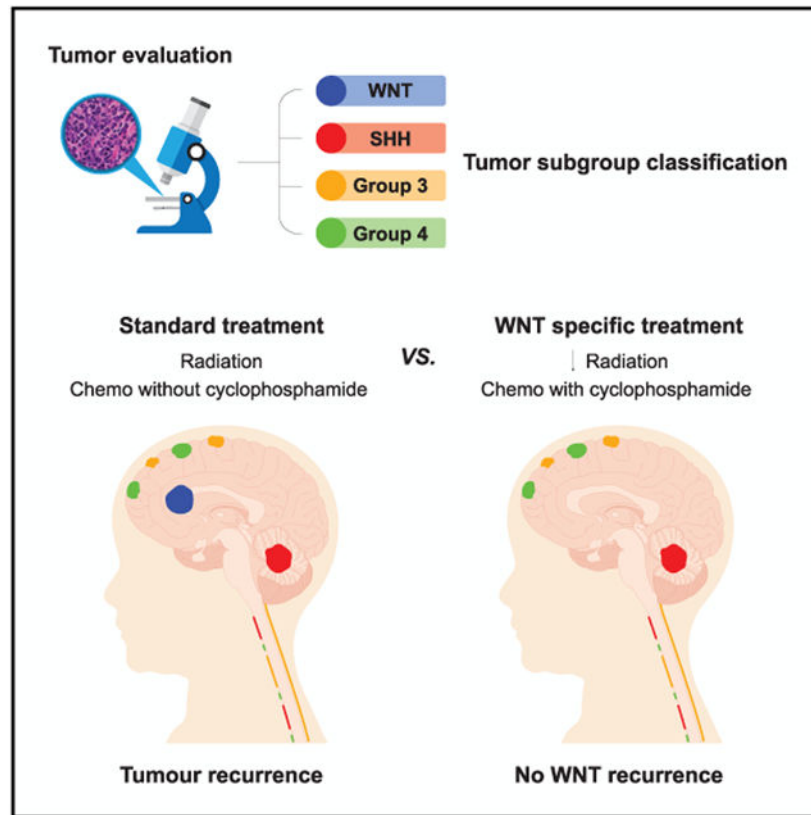 Tumor evaluation
WNT
SHH
Group 3
Group 4
Tumor subgroup classification
Standard treatment
Radiation
Chemo without cyclophosphamide
VS.
WNT specific treatment
↓ Radiation
Chemo with cyclophosphamide
Tumour recurrence
No WNT recurrence